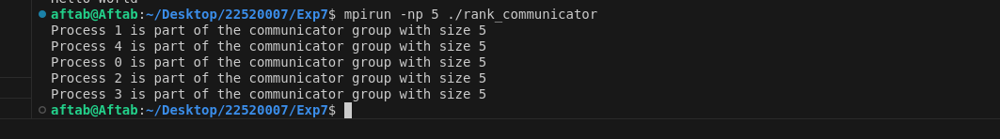 aftab@Aftab:~/Desktop/22520007/Exp7$ mpirun -np 5 ./rank_communicator
Process 1 is part of the communicator group with size 5
Process 4 is part of the communicator group with size 5
Process 0 is part of the communicator group with size 5
Process 2 is part of the communicator group with size 5
Process 3 is part of the communicator group with size 5
aftab@Aftab:~/Desktop/22520007/Exp7$